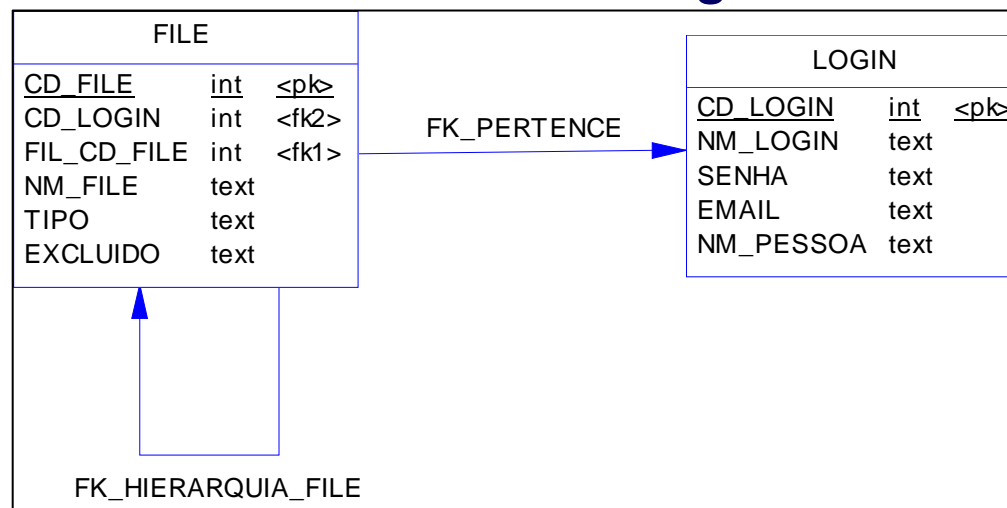 FILE
CD_FILE int <pk>
CD_LOGIN int <fk2>
FIL_CD_FILE int <fk1>
NM_FILE text
TIPO text
EXCLUIDO text
FK_PERTENCE
LOGIN
CD_LOGIN int <pk>
NM_LOGIN text
SENHA text
EMAIL text
NM_PESSOA text
FK_HIERARQUIA_FILE